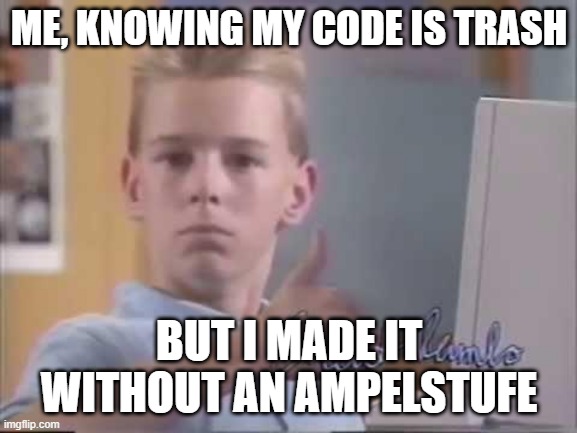 ME, KNOWING MY CODE IS TRASH
BUT I MADE IT
WITHOUT AN AMPELSTUFE
imgflip.com